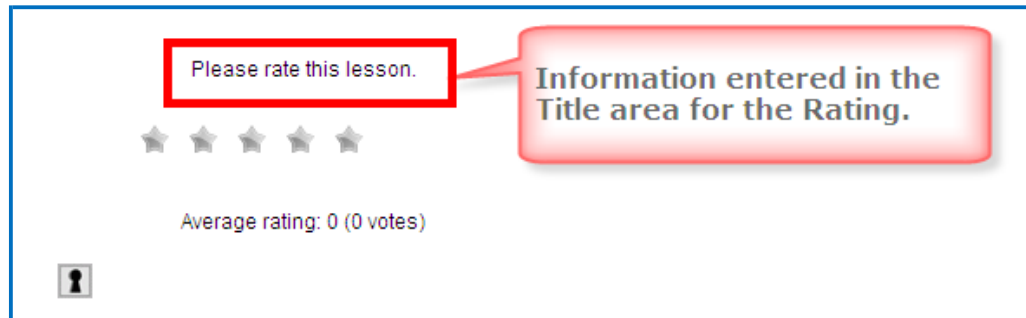 Please rate this lesson.
Information entered in the
Title area for the Rating.
Average rating: 0 (0 votes)